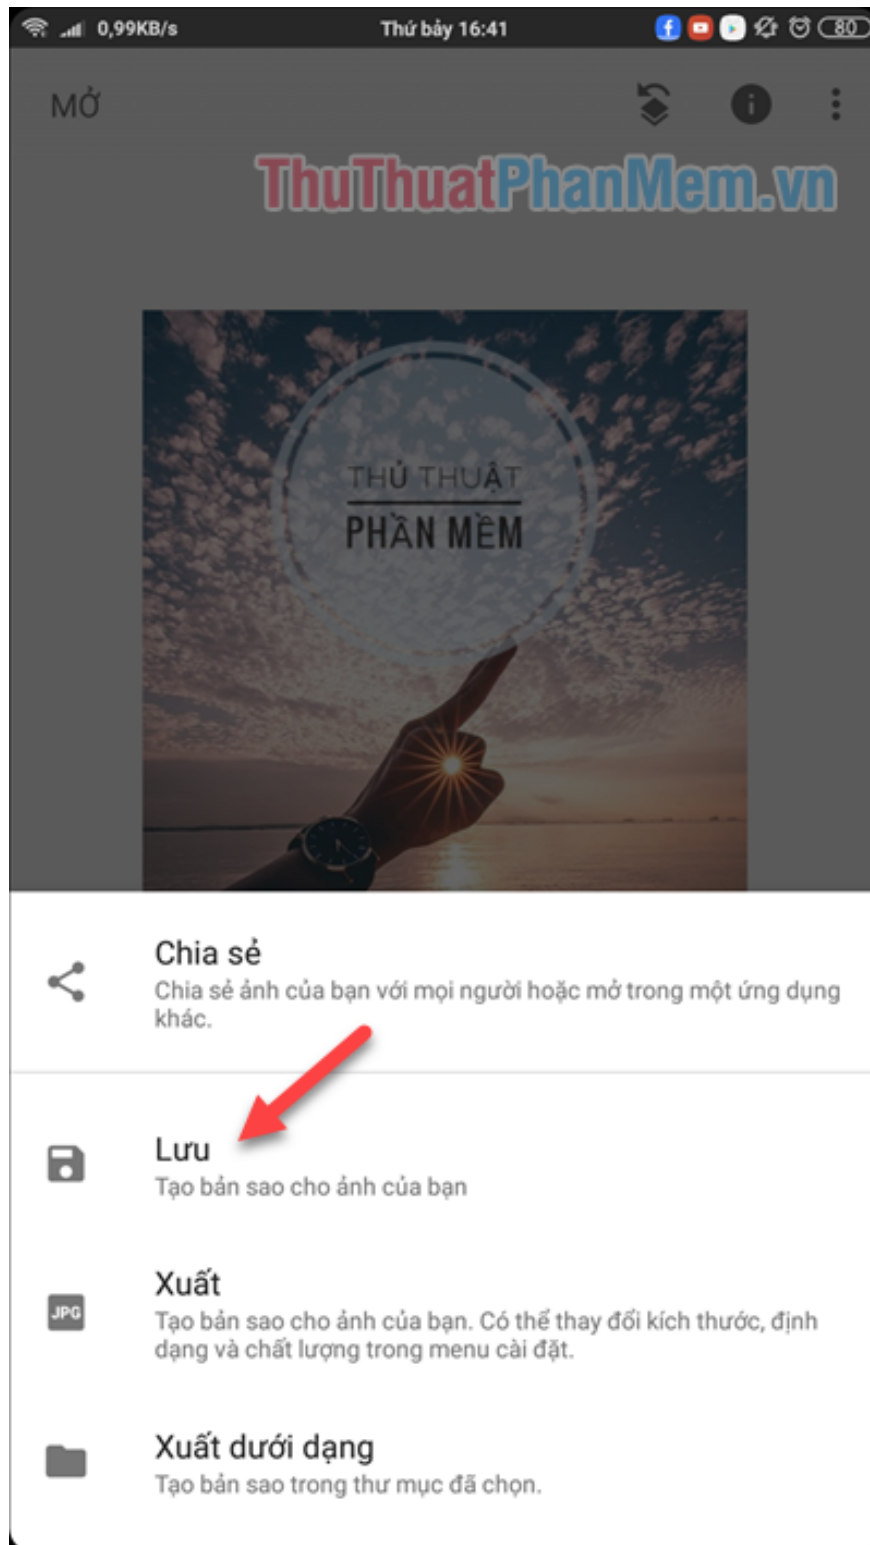 0,99KB/s Thứ bảy 16:41 80
MỞ
ThuThuatPhanMem.vn
THỦ THUẬT
PHẦN MỀM
Chia sẻ
Chia sẻ ảnh của bạn với mọi người hoặc mở trong một ứng dụng
khác.
Lưu
Tạo bản sao cho ảnh của bạn
Xuất
JPG
Tạo bản sao cho ảnh của bạn. Có thể thay đổi kích thước, định
dạng và chất lượng trong menu cài đặt.
Xuất dưới dạng
Tạo bản sao trong thư mục đã chọn.